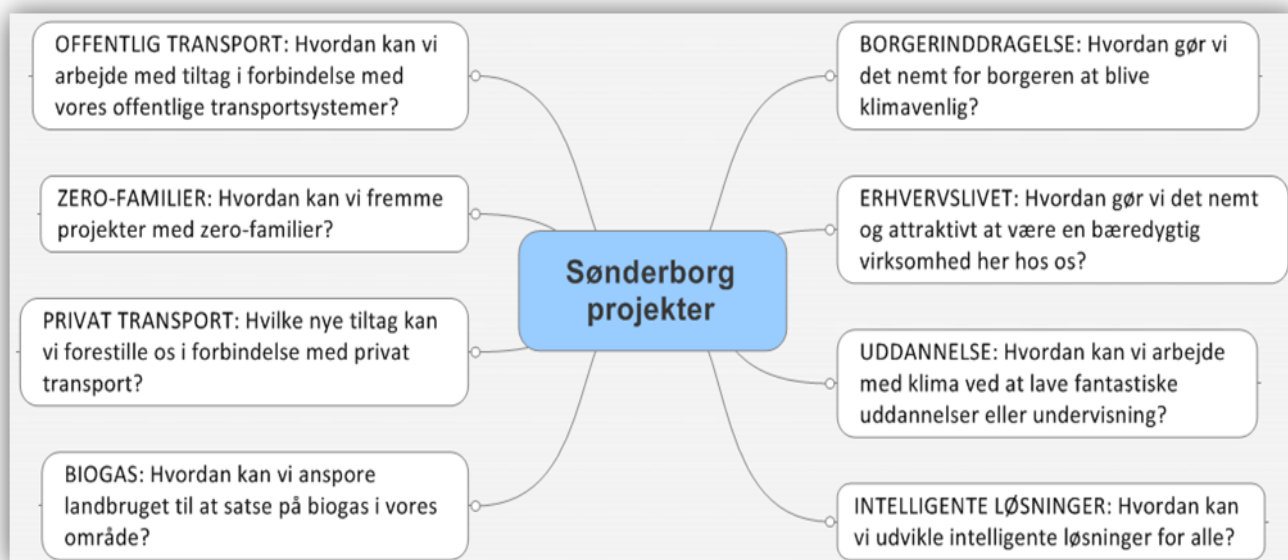 OFFENTLIG TRANSPORT: Hvordan kan vi
arbejde med tiltag i forbindelse med
vores offentlige transportsystemer?
ZERO-FAMILIER: Hvordan kan vi fremme
projekter med zero-familier?
PRIVAT TRANSPORT: Hvilke nye tiltag kan
vi forestille os i forbindelse med privat
transport?
BIOGAS: Hvordan kan vi anspore
landbruget til at satse på biogas i vores
område?
Sønderborg
projekter
BORGERINDDRAGELSE: Hvordan gør vi
det nemt for borgeren at blive
klimavenlig?
ERHVERVSLIVET: Hvordan gør vi det nemt
og attraktivt at være en bæredygtig
virksomhed her hos os?
UDDANNELSE: Hvordan kan vi arbejde
med klima ved at lave fantastiske
uddannelser eller undervisning?
INTELLIGENTE LØSNINGER: Hvordan kan
vi udvikle intelligente løsninger for alle?